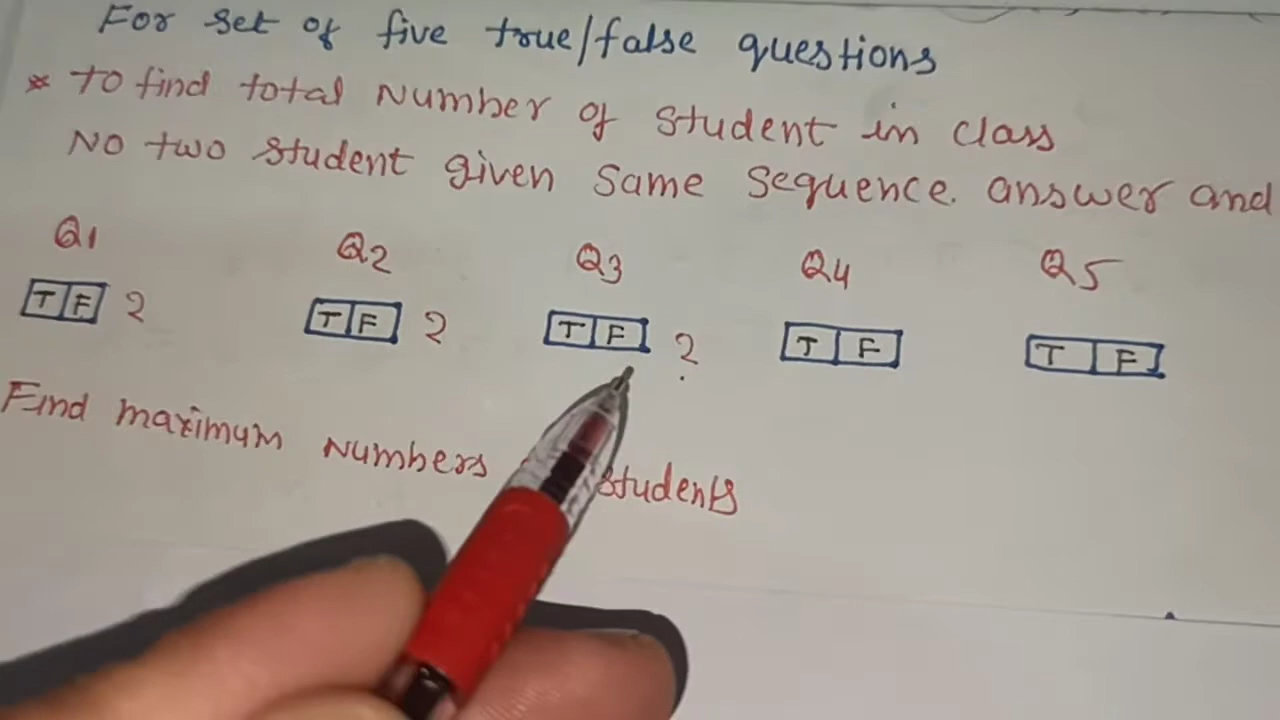 For set of five true/false questions
* To find total Number of student in class
No two student given same sequence. answer and
Q1 Q2 Q3 Q4 Q5
T F 2 T F 2 T F 2 T F T F
Find maximum Numbers students